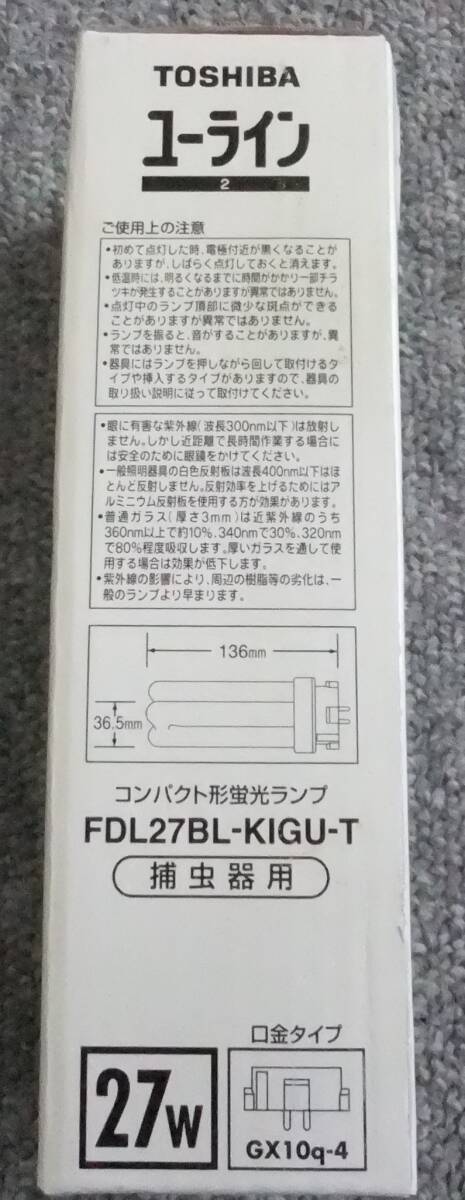 TOSHIBA
ユーライン
2
ご使用上の注意
•初めて点灯した時、電極付近が黒くなることが
ありますが、しばらく点灯しておくと消えます。
•低温時には、明るくなるまでに時間がかかり一部チラ
ツキが発生することがありますが異常ではありません。
•点灯中のランプ頂部に微少な斑点ができる
ことがありますが異常ではありません。
•ランプを振ると、音がすることがありますが、異
常ではありません。
•器具にはランプを押しながら回して取付けるタ
イプや挿入するタイプがありますので、器具の
取り扱い説明に従って取付けてください。
•眼に有害な紫外線(波長300nm以下)は放射し
ません。しかし近距離で長時間作業する場合に
は安全のために眼鏡をかけてください。
•一般照明器具の白色反射板は波長400nm以下はほ
とんど反射しません。反射効率を上げるためにはア
ルミニウム反射板を使用する方が効果があります。
•普通ガラス(厚さ3mm)は近紫外線のうち
360nm以上で約10%、340nmで30%、320nm
で80%程度吸収します。厚いガラスを通して使
用する場合は効果が低下します。
•紫外線の影響により、周辺の樹脂等の劣化は、一
般のランプより早まります。
136mm
36.5mm
コンパクト形蛍光ランプ
FDL27BL-KIGU-T
捕虫器用
27W
口金タイプ
GX10q-4